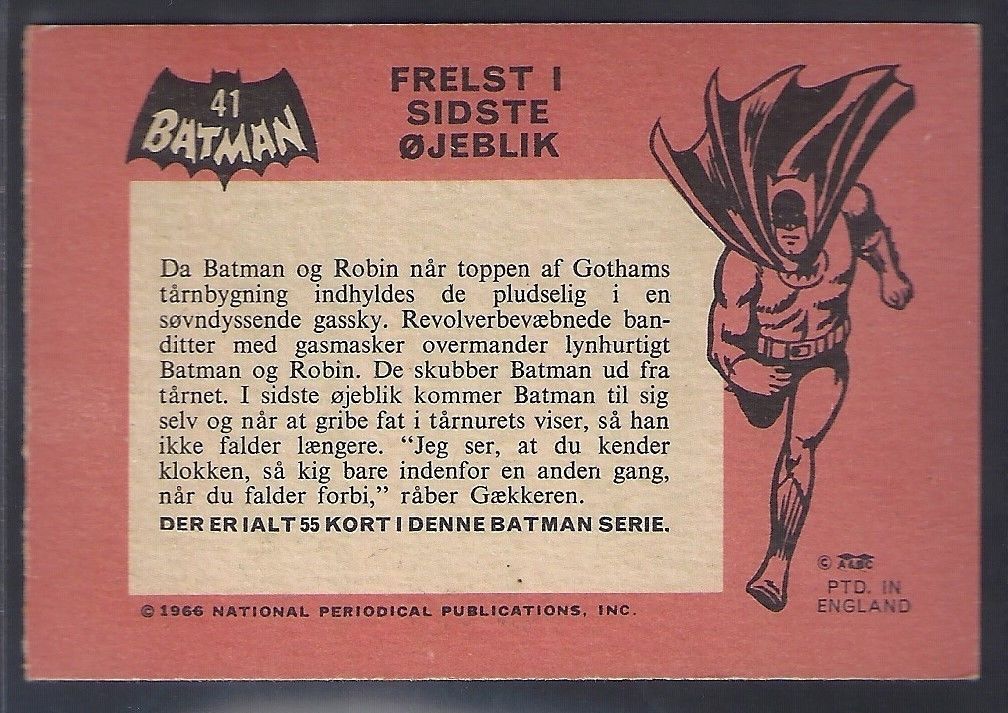 41
BATMAN
FRELST I
SIDSTE
ØJEBLIK
Da Batman og Robin når toppen af Gothams
tårnbygning indhyldes de pludselig i en
søvndyssende gassky. Revolverbevæbnede ban-
ditter med gasmasker overmander lynhurtigt
Batman og Robin. De skubber Batman ud fra
tårnet. I sidste øjeblik kommer Batman til sig
selv og når at gribe fat i tårnurets viser, så han
ikke falder længere. “Jeg ser, at du kender
klokken, så kig bare indenfor en anden gang,
når du falder forbi,” råber Gækkeren.
DER ER IALT 55 KORT I DENNE BATMAN SERIE.
© A&BC
PTD. IN
ENGLAND
© 1966 NATIONAL PERIODICAL PUBLICATIONS, INC.